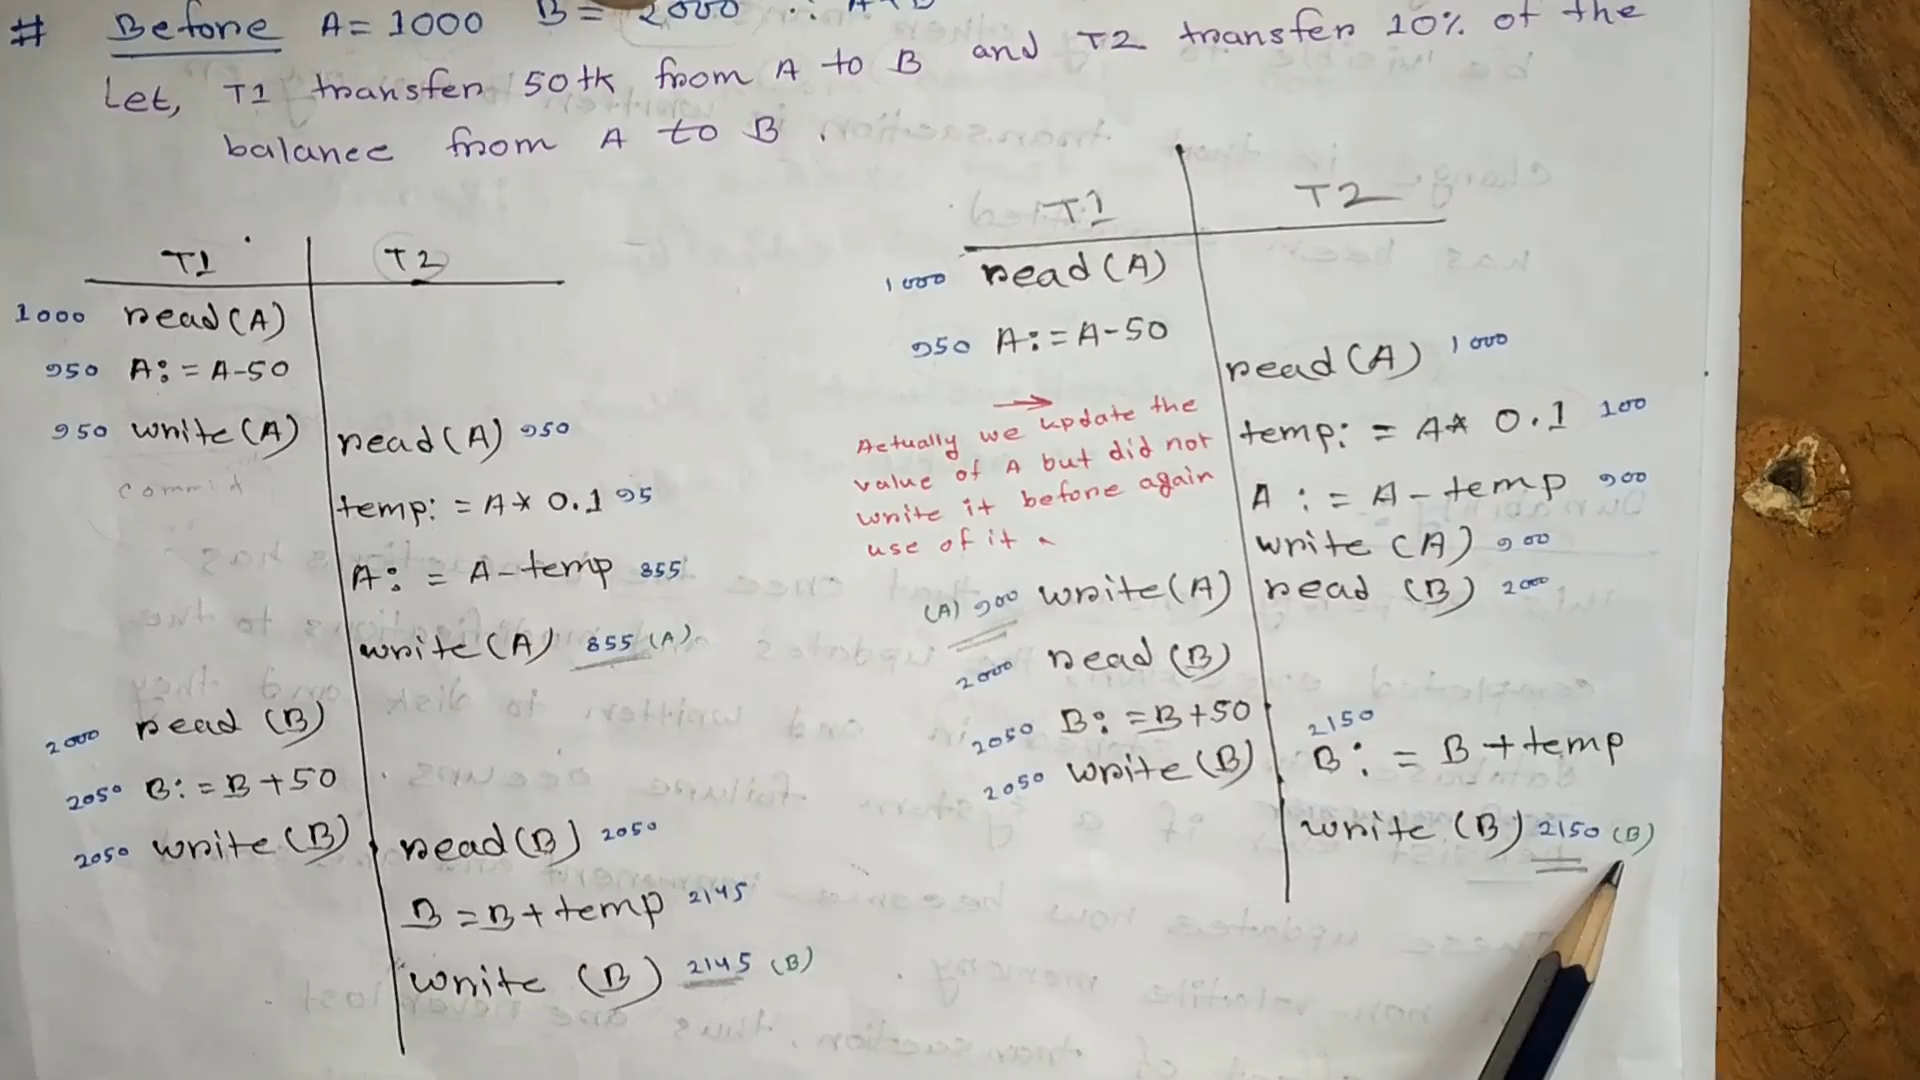 # Before A = 1000 B = 2000
Let, T1 transfer 50tk from A to B and T2 transfer 10% of the
balance from A to B.
T1 T2
1000 read (A)
950 A := A-50
950 write (A) read (A) 950
commit
temp: = A * 0.1 95
A: = A - temp 855
write (A) 855 (A)
2000 read (B)
2050 B: = B + 50
2050 write (B) read (B) 2050
B = B + temp 2145
write (B) 2145 (B)
T1 T2
1000 read (A)
950 A: = A-50
read (A) 1000
→
Actually we update the
value of A but did not
write it before again
use of it
temp: = A * 0.1 100
A : = A - temp 900
write (A) 900
(A) 900 write (A) read (B) 2000
2000 read (B)
2050 B: = B+50
2050 write (B)
2150
B: = B + temp
write (B) 2150 (B)